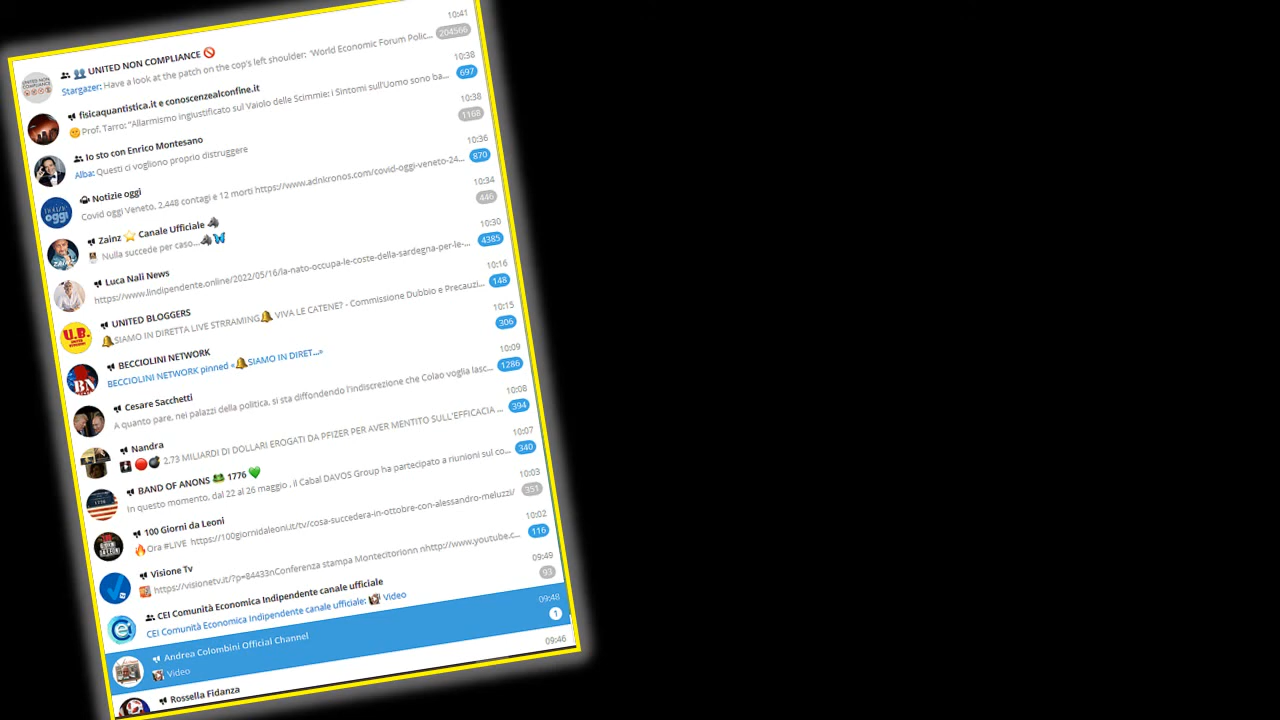 10:41
👥 UNITED NON COMPLIANCE 🚫
Stargazer: Have a look at the patch on the cop's left shoulder: "World Economic Forum Polic... 204566
10:38
fisicaquantistica.it e conoscenzealconfine.it
Prof. Tarro: "Allarmismo ingiustificato sul Vaiolo delle Scimmie: i Sintomi sull'Uomo sono ba... 697
10:38
Io sto con Enrico Montesano
Alba: Questi ci vogliono proprio distruggere 1168
10:36
Notizie oggi
Covid oggi Veneto, 2.448 contagi e 12 morti https://www.adnkronos.com/covid-oggi-veneto-24... 870
10:34
Zainz ⭐ Canale Ufficiale
Nulla succede per caso...🦋 446
10:30
Luca Nali News
https://www.lindipendente.online/2022/05/16/la-nato-occupa-le-coste-della-sardegna-per-le-... 4385
10:16
UNITED BLOGGERS
🔔SIAMO IN DIRETTA LIVE STRRAMING🔔 VIVA LE CATENE? - Commissione Dubbio e Precauzi... 148
10:15
BECCIOLINI NETWORK
BECCIOLINI NETWORK pinned «🔔SIAMO IN DIRET...» 306
10:09
Cesare Sacchetti
A quanto pare, nei palazzi della politica, si sta diffondendo l'indiscrezione che Colao voglia lasc... 1286
10:08
Nandra
🔴💣 2,73 MILIARDI DI DOLLARI EROGATI DA PFIZER PER AVER MENTITO SULL'EFFICACIA ... 394
10:07
BAND OF ANONS 🐸 1776 💚
In questo momento, dal 22 al 26 maggio , il Cabal DAVOS Group ha partecipato a riunioni sul co... 340
10:03
100 Giorni da Leoni
🔥Ora #LIVE https://100giornidaleoni.it/tv/cosa-succedera-in-ottobre-con-alessandro-meluzzi/ 351
10:02
Visione Tv
https://visionetv.it/?p=84433nConferenza stampa Montecitorionn nhttp://www.youtube.c... 116
09:49
CEI Comunità Economica Indipendente canale ufficiale
CEI Comunità Economica Indipendente canale ufficiale: Video 93
09:48
Andrea Colombini Official Channel
Video 1
09:46
Rossella Fidanza